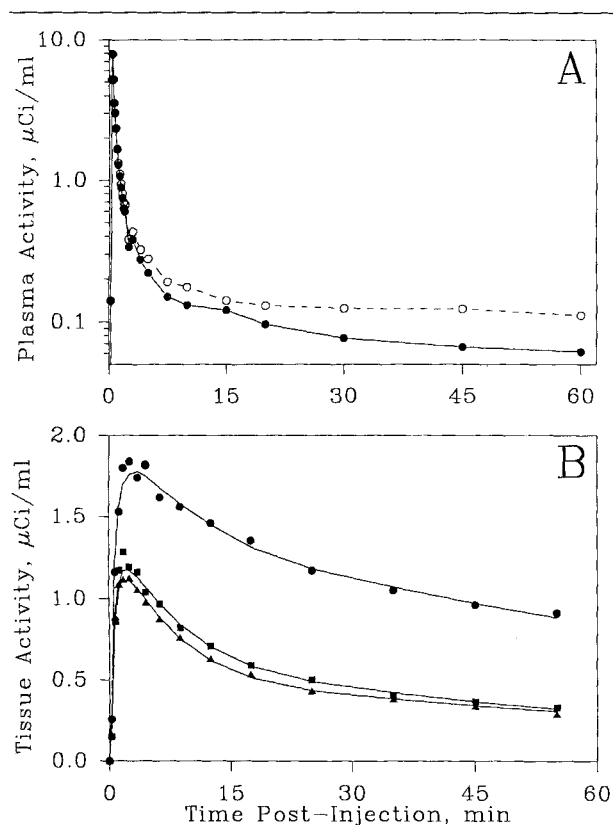 10.0
A
1.0
0.1
Plasma Activity, μCi/ml
0 15 30 45 60
2.0
B
1.5
1.0
0.5
0.0
Tissue Activity, μCi/ml
0 15 30 45 60
Time Post-Injection, min